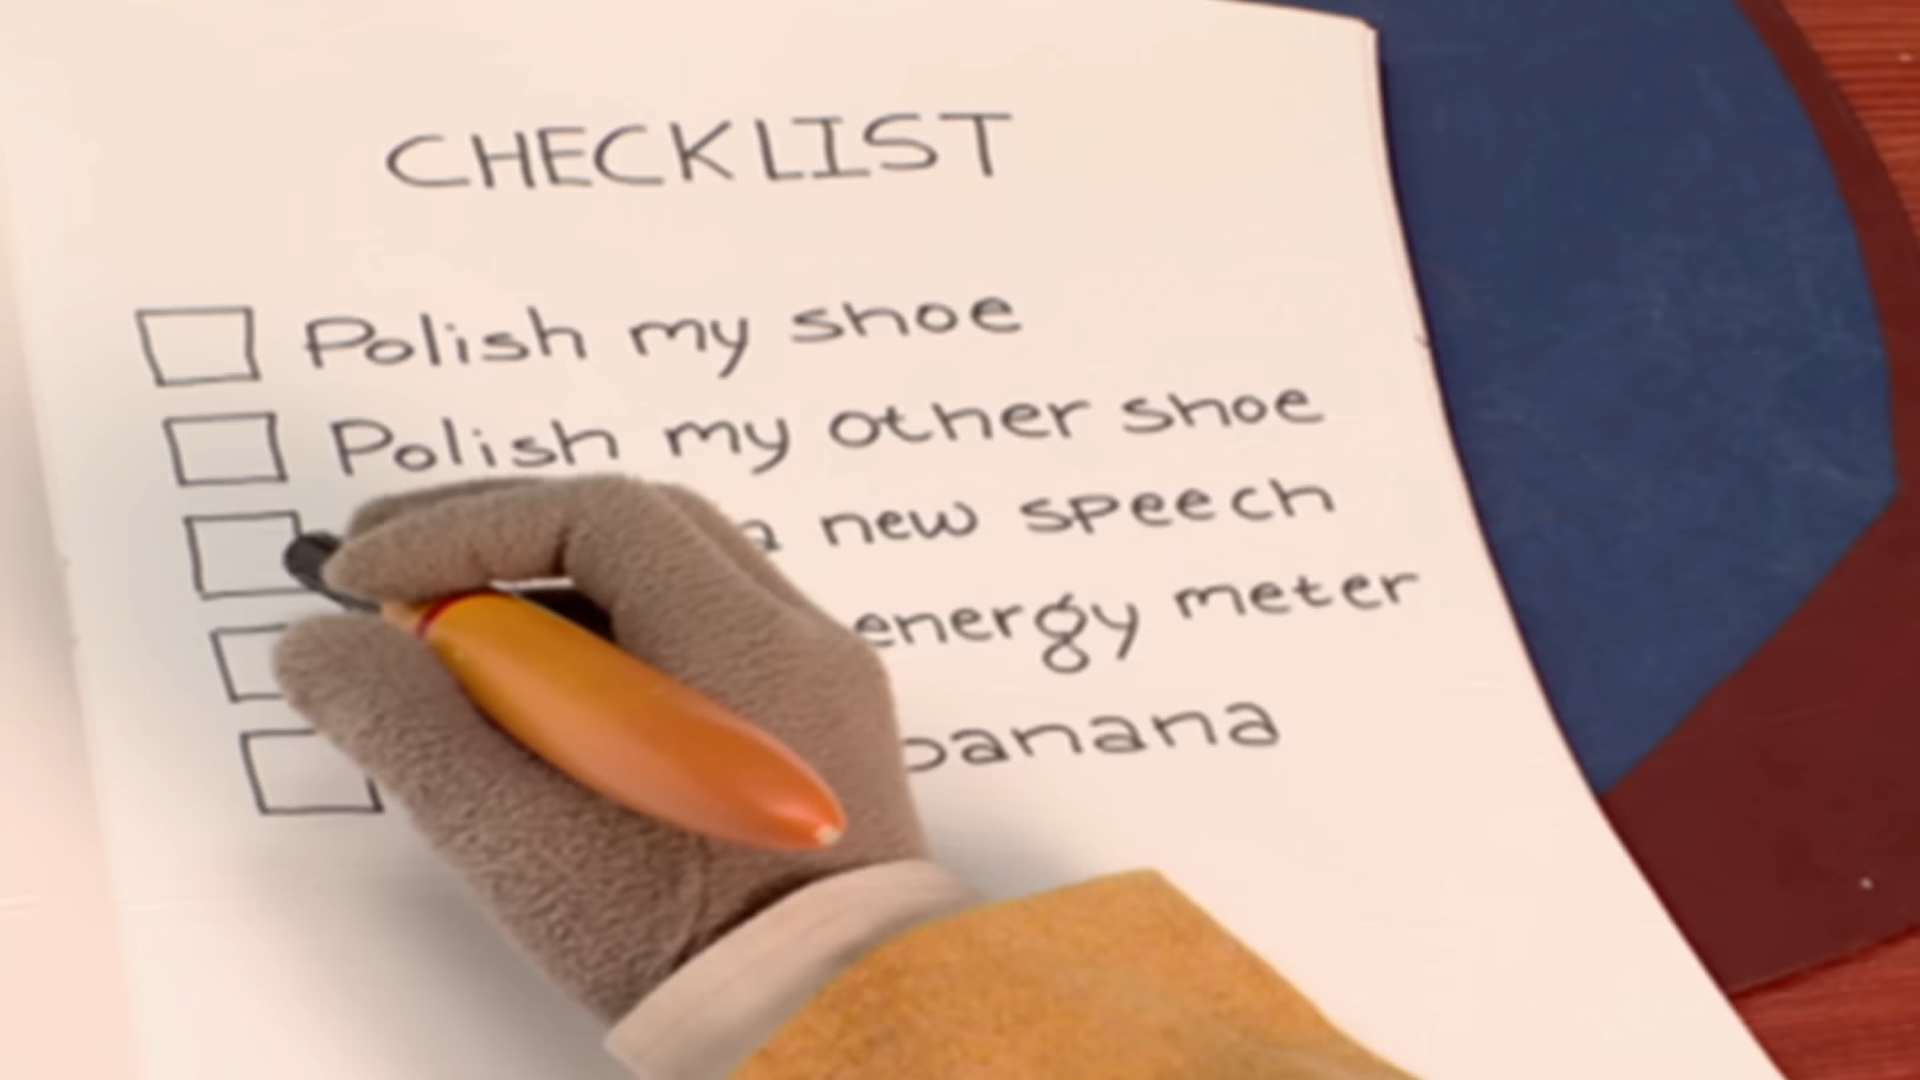 CHECKLIST
Polish my shoe
Polish my other shoe
a new speech
energy meter
banana